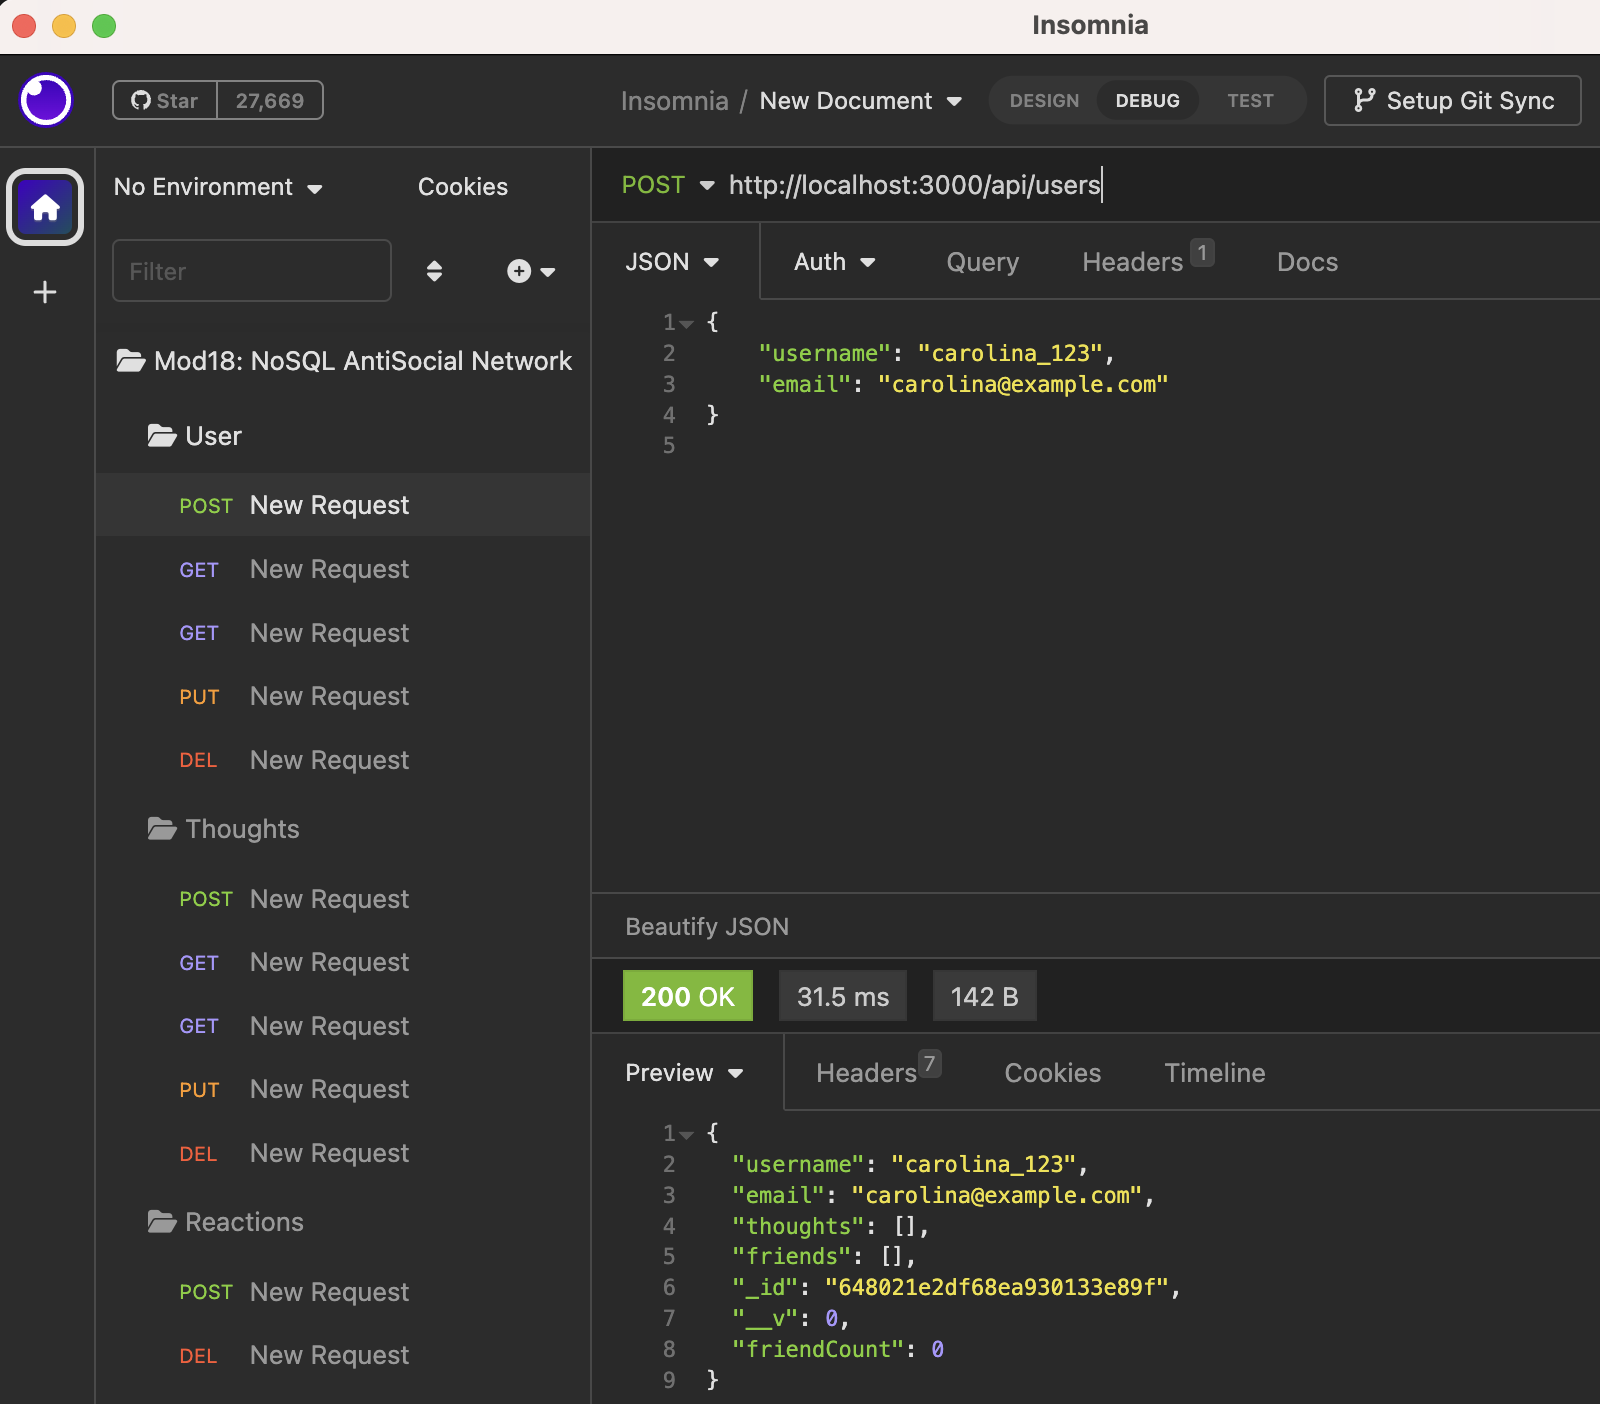 Insomnia
Star 27,669
Insomnia / New Document
DESIGN DEBUG TEST
Setup Git Sync
No Environment Cookies
Filter
Mod18: NoSQL AntiSocial Network
User
POST New Request
GET New Request
GET New Request
PUT New Request
DEL New Request
Thoughts
POST New Request
GET New Request
GET New Request
PUT New Request
DEL New Request
Reactions
POST New Request
DEL New Request
POST http://localhost:3000/api/users
JSON Auth Query Headers 1 Docs
1 {
2 "username": "carolina_123",
3 "email": "carolina@example.com"
4 }
5
Beautify JSON
200 OK 31.5 ms 142 B
Preview Headers 7 Cookies Timeline
1 {
2 "username": "carolina_123",
3 "email": "carolina@example.com",
4 "thoughts": [],
5 "friends": [],
6 "_id": "648021e2df68ea930133e89f",
7 "__v": 0,
8 "friendCount": 0
9 }